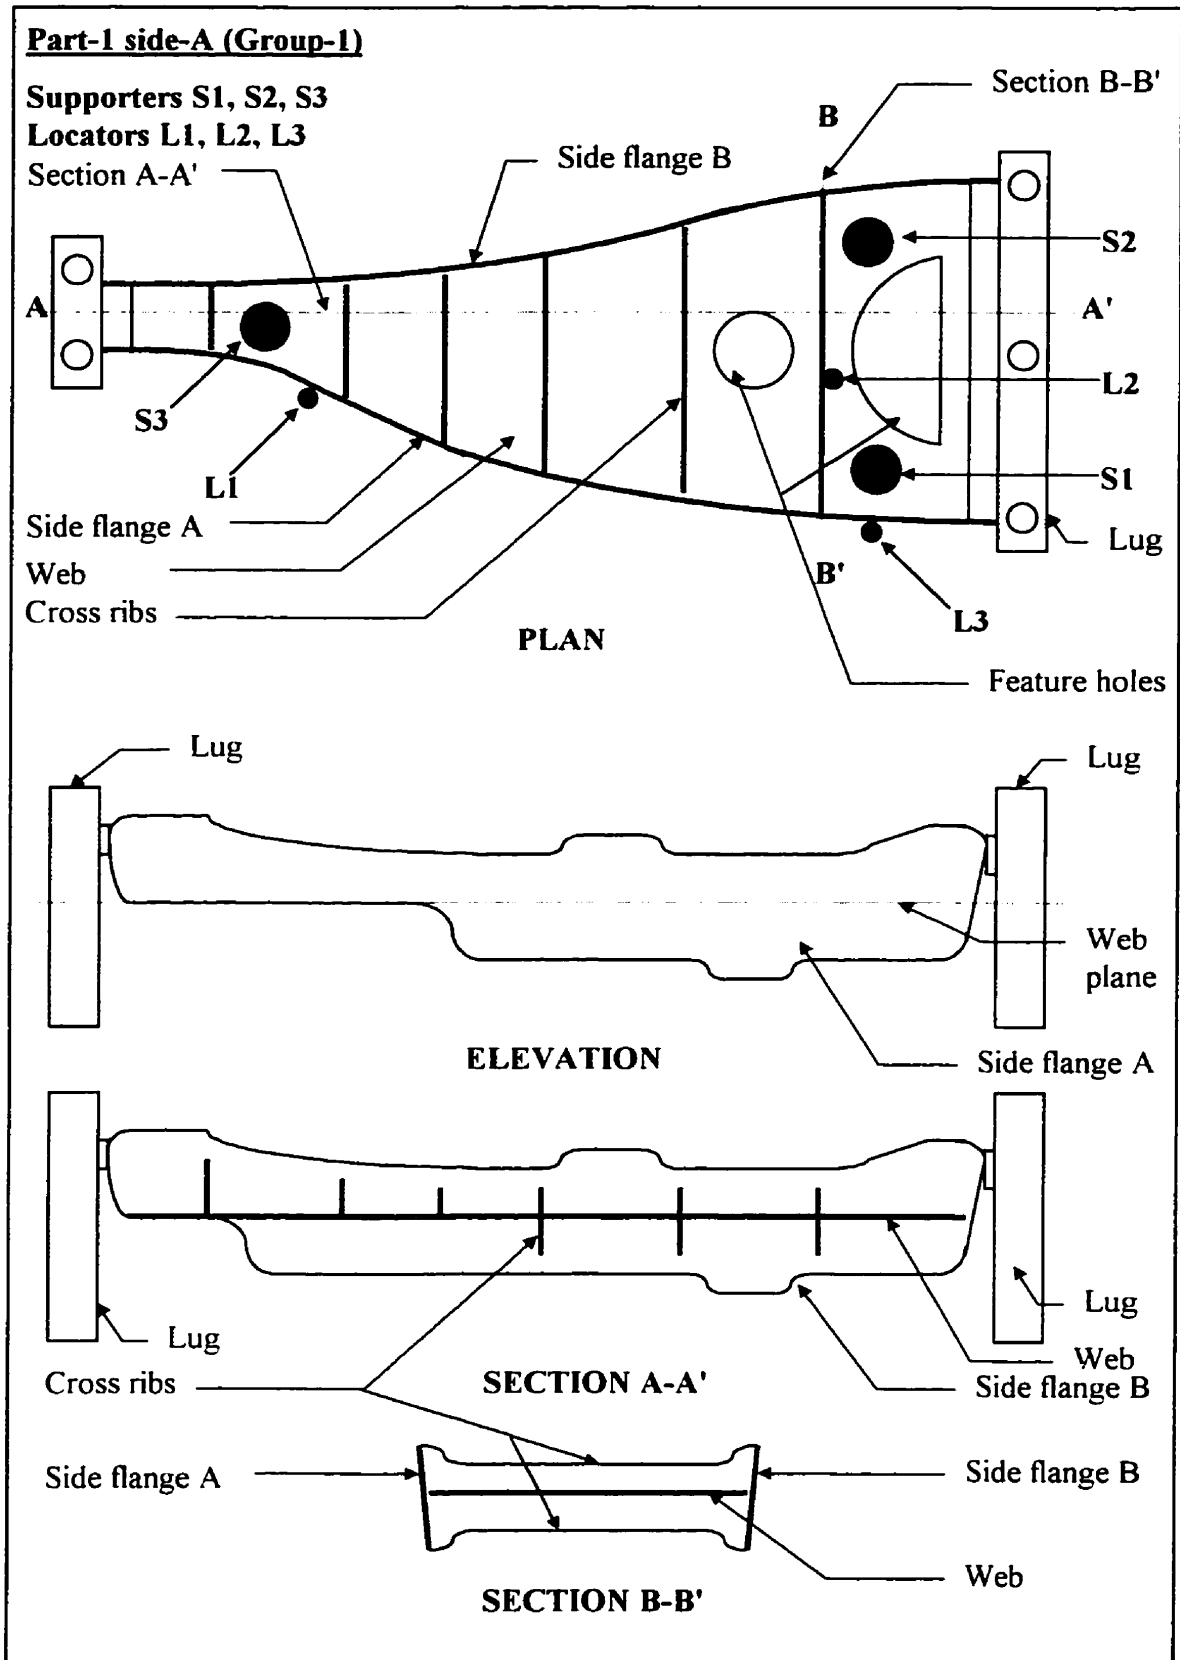 Part-1 side-A (Group-1)
Supporters S1, S2, S3
Locators L1, L2, L3
Section A-A'
Side flange B
Section B-B'
B
S2
A
A'
L2
S3
L1
S1
Side flange A
Lug
Web
B'
Cross ribs
L3
PLAN
Feature holes
Lug
Lug
Web
plane
ELEVATION
Side flange A
Lug
Lug
Web
Cross ribs
SECTION A-A'
Side flange B
Side flange A
Side flange B
Web
SECTION B-B'